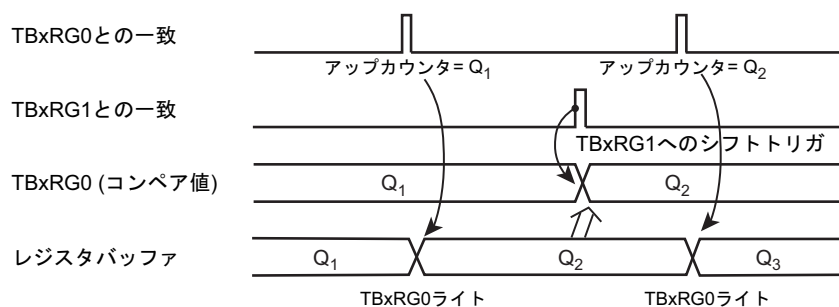 TBxRG0との一致
アップカウンタ= Q1
アップカウンタ= Q2
TBxRG1との一致
TBxRG1へのシフトトリガ
TBxRG0 (コンペア値)
Q1
Q2
レジスタバッファ
Q1
Q2
Q3
TBxRG0ライト
TBxRG0ライト